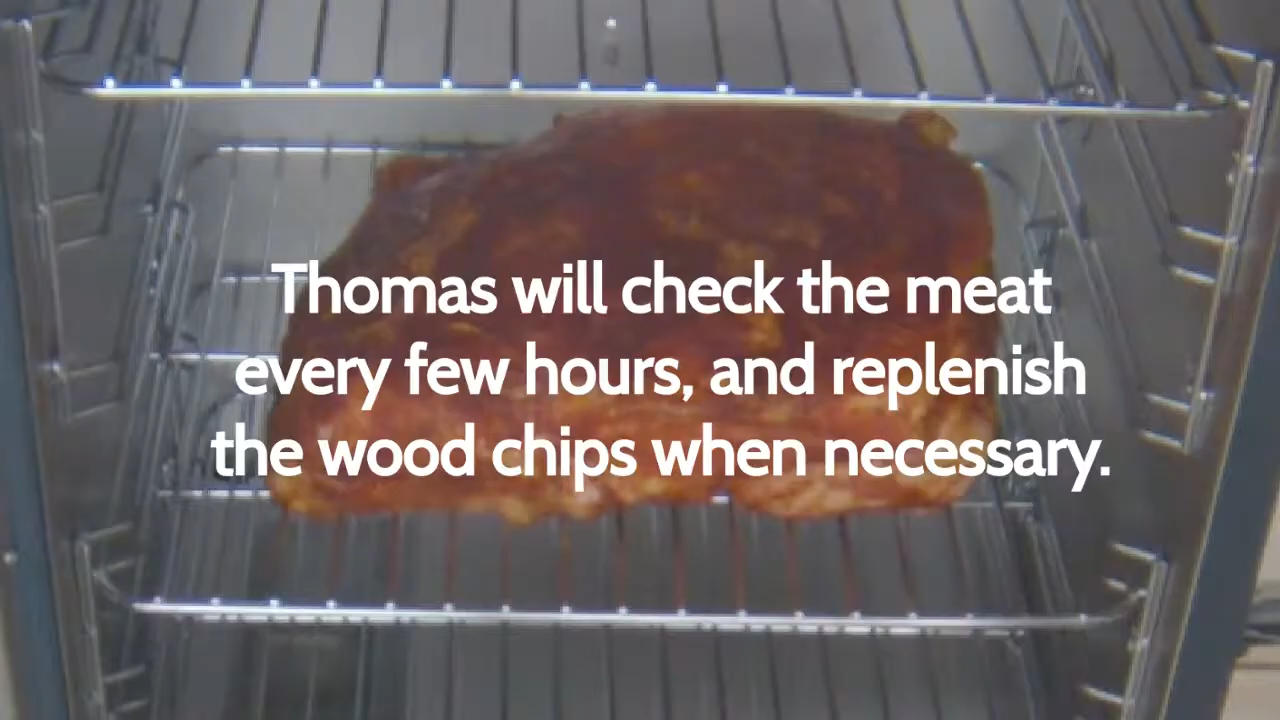 Thomas will check the meat
every few hours, and replenish
the wood chips when necessary.